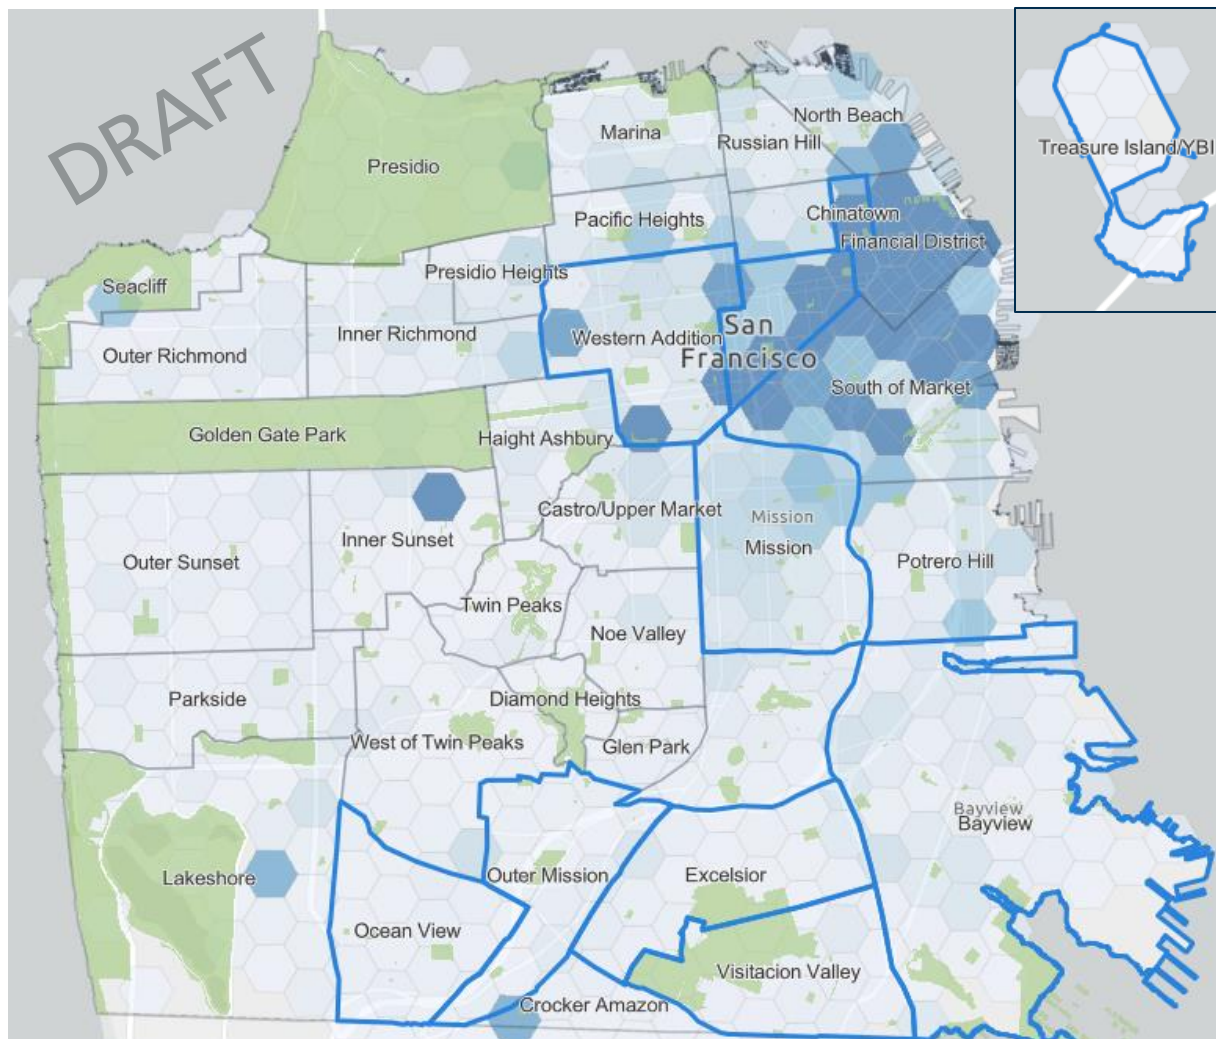 DRAFT
North Beach
Marina
Russian Hill
Treasure Island/YBI
Presidio
Chinatown
Pacific Heights
Financial District
Presidio Heights
Seacliff
San
Francisco
Inner Richmond
Western Addition
Outer Richmond
South of Market
Golden Gate Park
Haight Ashbury
Castro/Upper Market
Mission
Inner Sunset
Mission
Outer Sunset
Potrero Hill
Twin Peaks
Noe Valley
Parkside
Diamond Heights
West of Twin Peaks
Glen Park
Bayview
Bayview
Lakeshore
Outer Mission
Excelsior
Ocean View
Visitacion Valley
Crocker Amazon